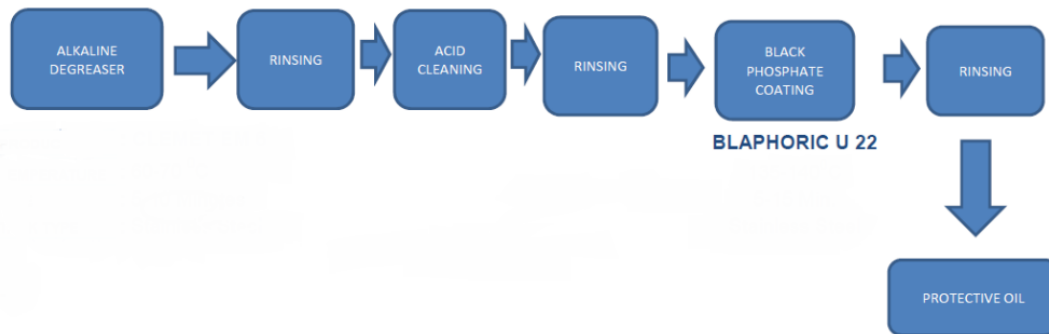 ALKALINE
DEGREASER
RINSING
ACID
CLEANING
RINSING
BLACK
PHOSPHATE
COATING
RINSING
BLAPHORIC U 22
PROTECTIVE OIL